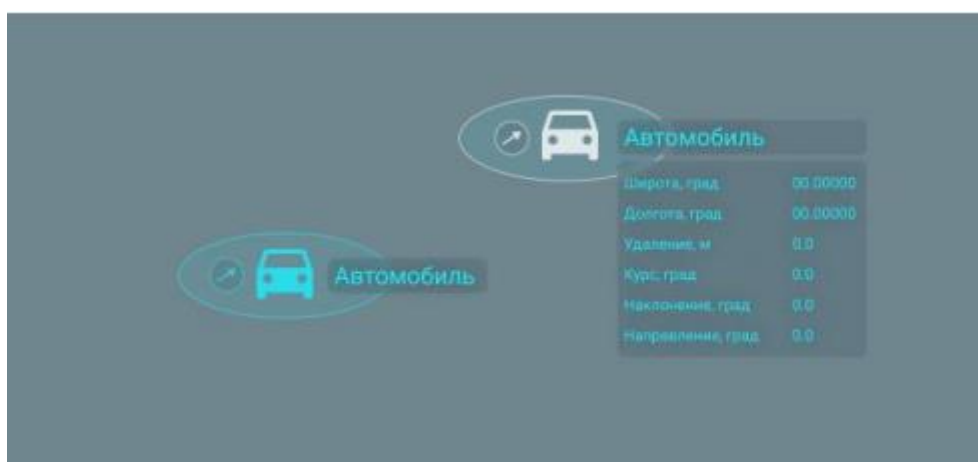 Автомобиль
Широта, град 00.00000
Долгота, град 00.00000
Удаление, м 0.0
Курс, град 0.0
Наклонение, град 0.0
Направление, град 0.0
Автомобиль